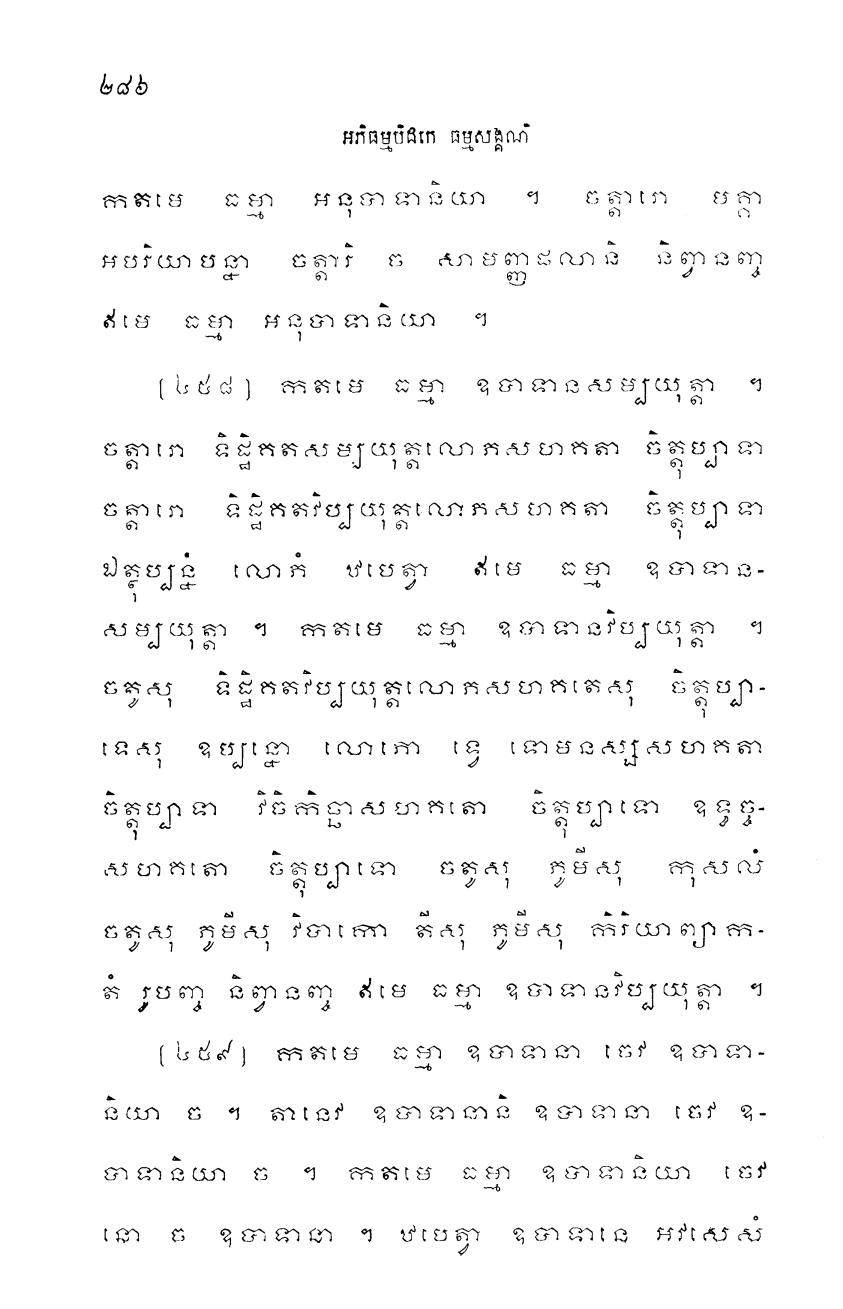 ២៨៦
អភិធម្មបិដកេ ធម្មសង្គណី
កតមេ ធម្មា អនុបាទានិយា ។ ចត្តារោ មគ្គា
អបរិយាបន្នា ចត្តារិ ច សាមញ្ញផលានិ និព្វានញ្ច
ឥមេ ធម្មា អនុបាទានិយា ។
[៤៥៨] កតមេ ធម្មា ឧបាទានសម្បយុត្តា ។
ចត្តារោ ទិដ្ឋិគតសម្បយុត្តលោភសហគតា ចិត្តុប្បាទា
ចត្តារោ ទិដ្ឋិគតវិប្បយុត្តលោភសហគតា ចិត្តុប្បាទា
ឯត្ថុប្បន្នំ លោភំ ឋបេត្វា ឥមេ ធម្មា ឧបាទាន-
សម្បយុត្តា ។ កតមេ ធម្មា ឧបាទានវិប្បយុត្តា ។
ចតូសុ ទិដ្ឋិគតវិប្បយុត្តលោភសហគតេសុ ចិត្តុប្បា-
ទេសុ ឧប្បន្នោ លោភោ ទ្វេ ទោមនស្សសហគតា
ចិត្តុប្បាទា វិចិកិច្ឆាសហគតោ ចិត្តុប្បាទោ ឧទ្ធច្ច-
សហគតោ ចិត្តុប្បាទោ ចតូសុ ភូមីសុ កុសលំ
ចតូសុ ភូមីសុ វិបាកោ តីសុ ភូមីសុ កិរិយាព្យាក-
តំ រូបញ្ច និព្វានញ្ច ឥមេ ធម្មា ឧបាទានវិប្បយុត្តា ។
[៤៥៩] កតមេ ធម្មា ឧបាទានា ចេវ ឧបាទា-
និយា ច ។ តានេវ ឧបាទានានិ ឧបាទានា ចេវ ឧ-
បាទានិយា ច ។ កតមេ ធម្មា ឧបាទានិយា ចេវ
នោ ច ឧបាទានា ។ ឋបេត្វា ឧបាទានេ អវសេសំ